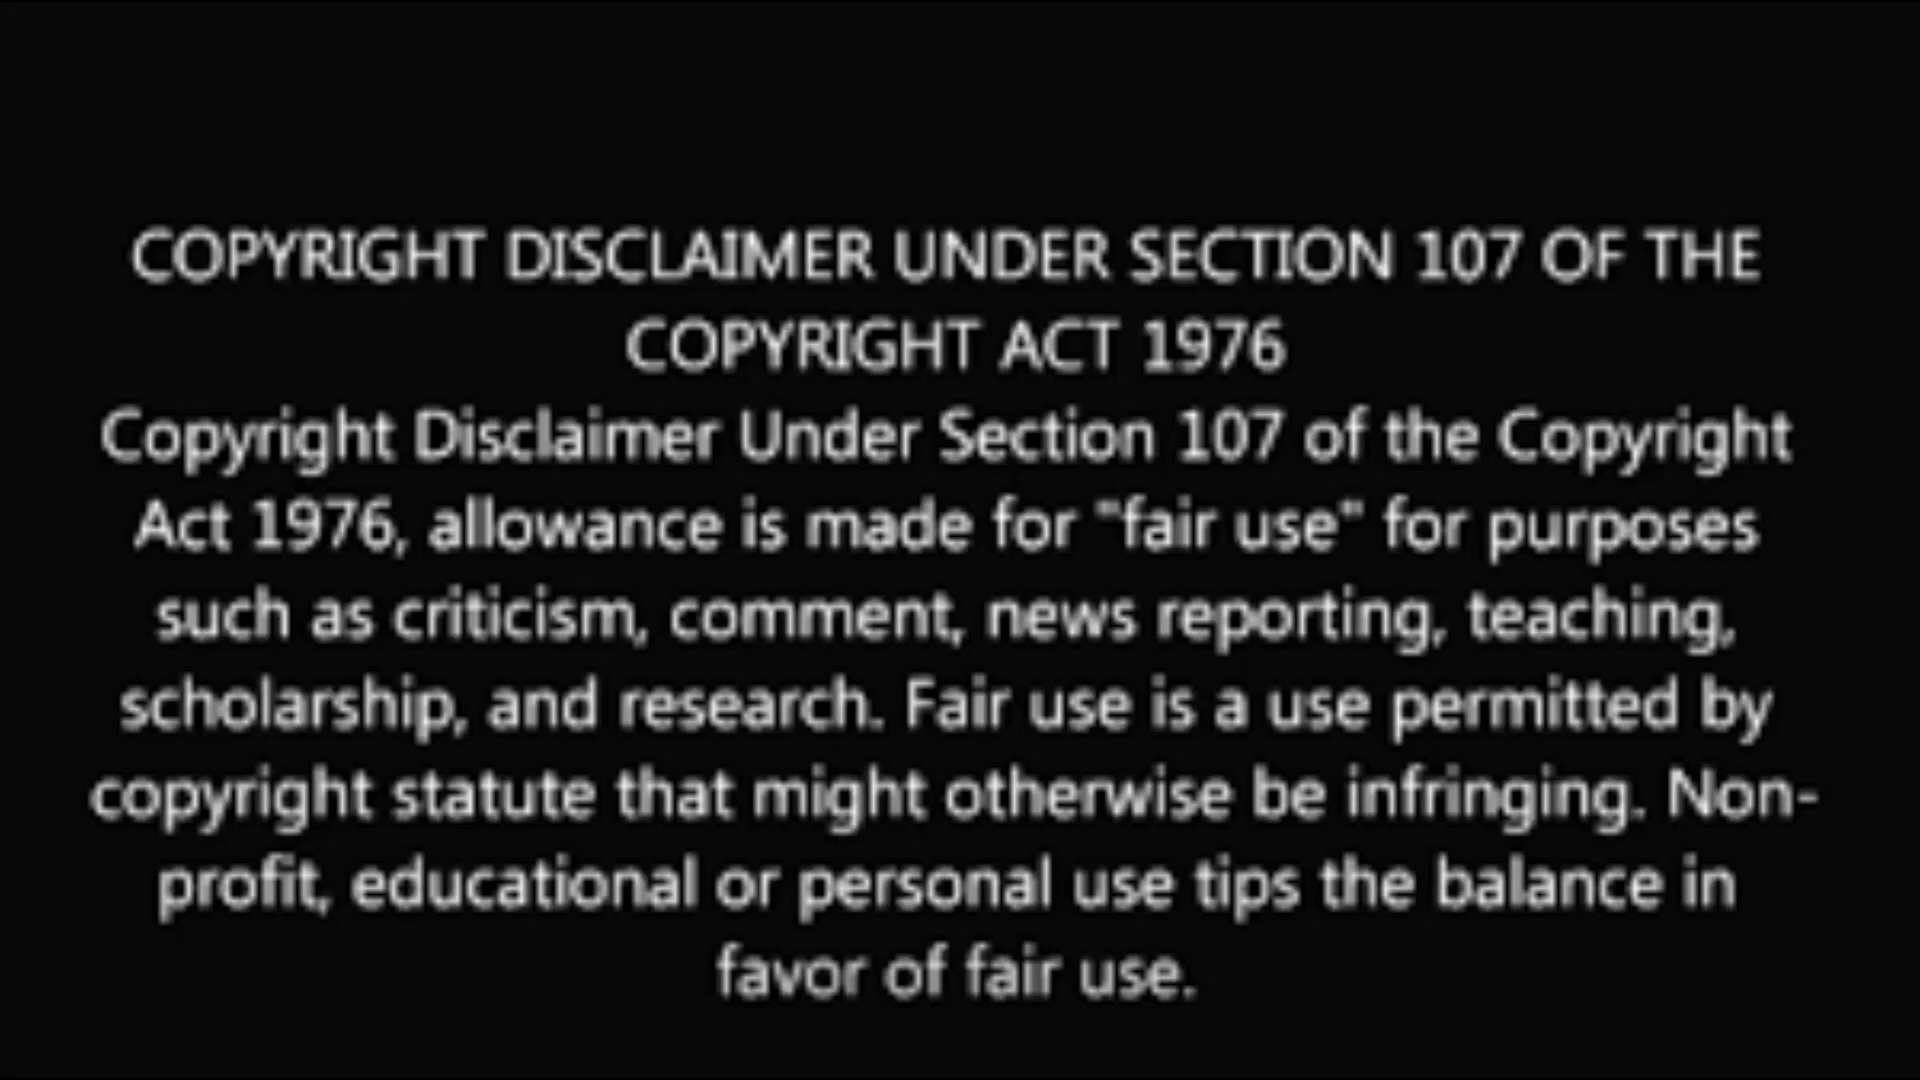 COPYRIGHT DISCLAIMER UNDER SECTION 107 OF THE
COPYRIGHT ACT 1976
Copyright Disclaimer Under Section 107 of the Copyright
Act 1976, allowance is made for "fair use" for purposes
such as criticism, comment, news reporting, teaching,
scholarship, and research. Fair use is a use permitted by
copyright statute that might otherwise be infringing. Non-
profit, educational or personal use tips the balance in
favor of fair use.